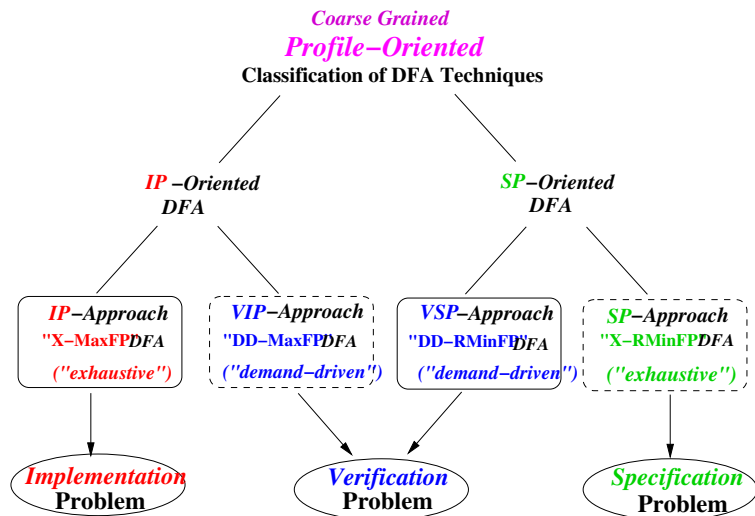 Coarse Grained
Profile−Oriented
Classification of DFA Techniques
IP −Oriented
DFA
SP−Oriented
DFA
IP−Approach
"X−MaxFP" DFA
("exhaustive")
VIP−Approach
"DD−MaxFP" DFA
("demand−driven")
VSP−Approach
"DD−RMinFP" DFA
("demand−driven")
SP−Approach
"X−RMinFP" DFA
("exhaustive")
Implementation
Problem
Verification
Problem
Specification
Problem